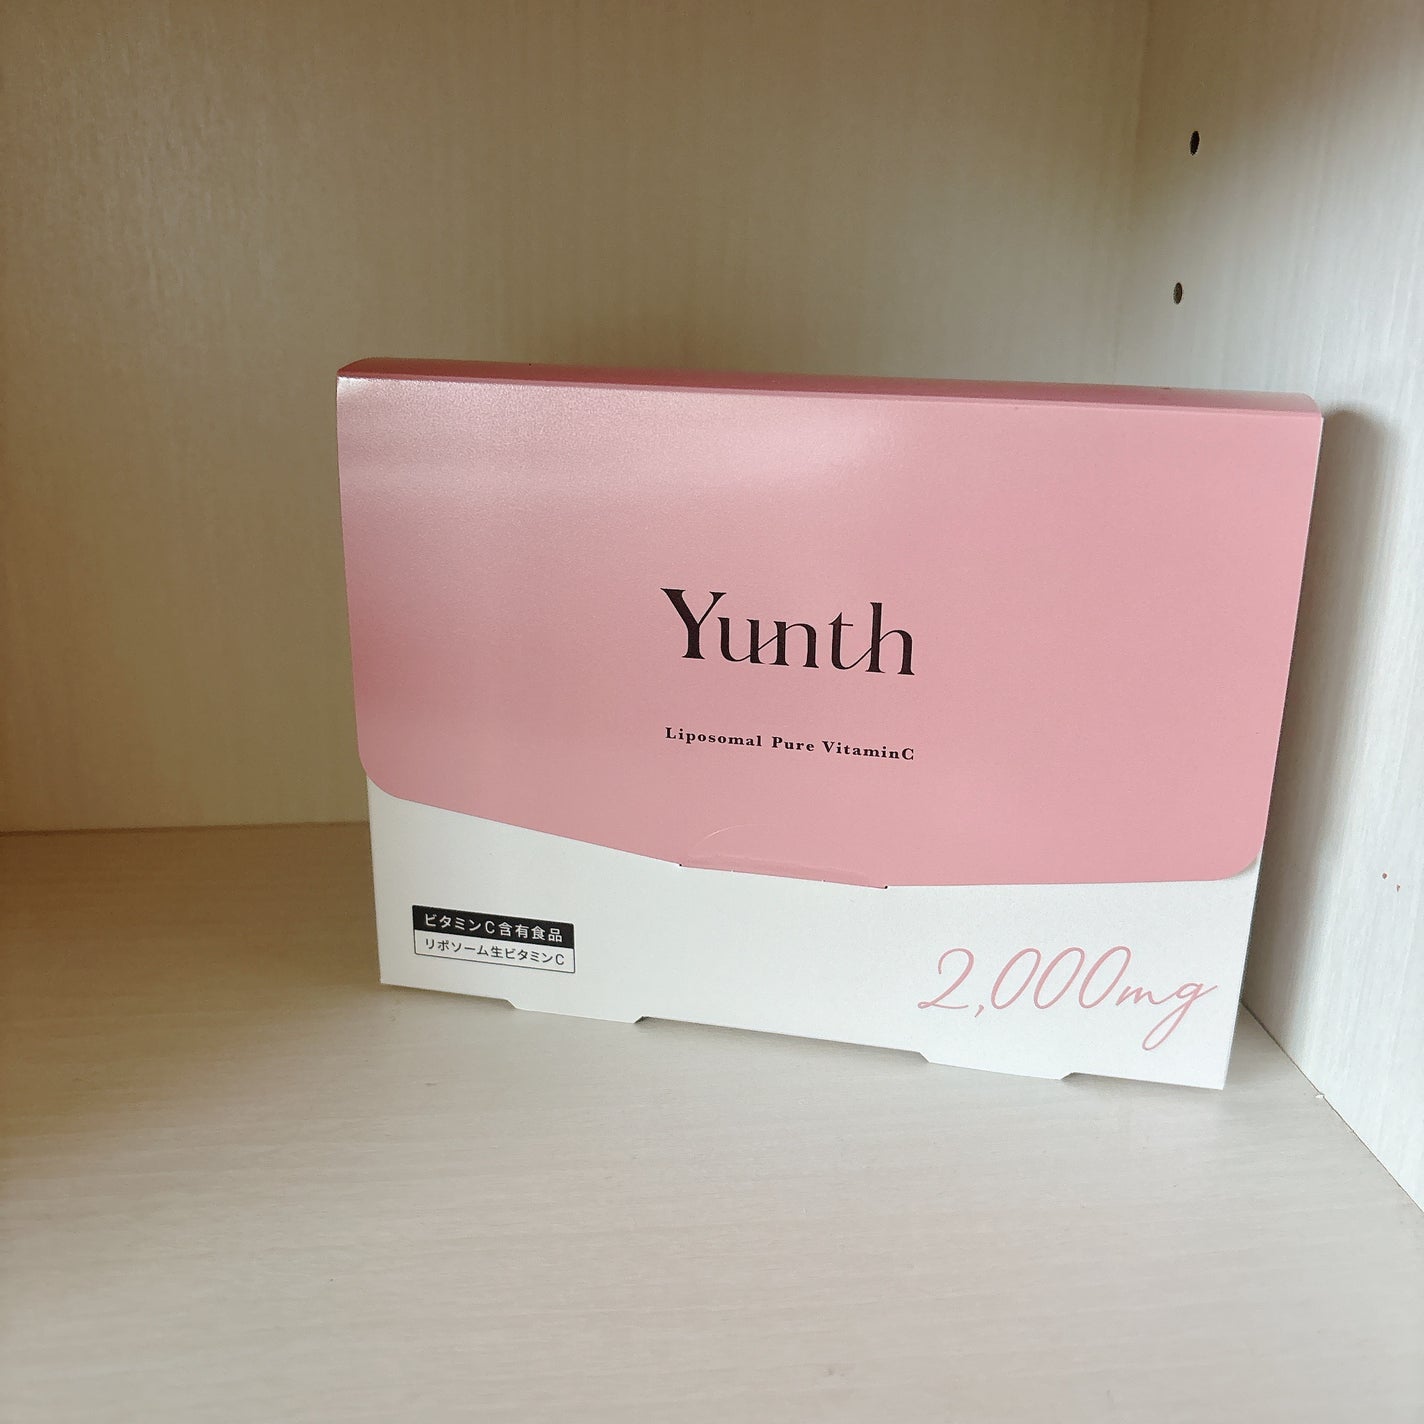 Yunth
Liposomal Pure VitaminC
ビタミンC含有食品
リポソーム生ビタミンC
2,000mg